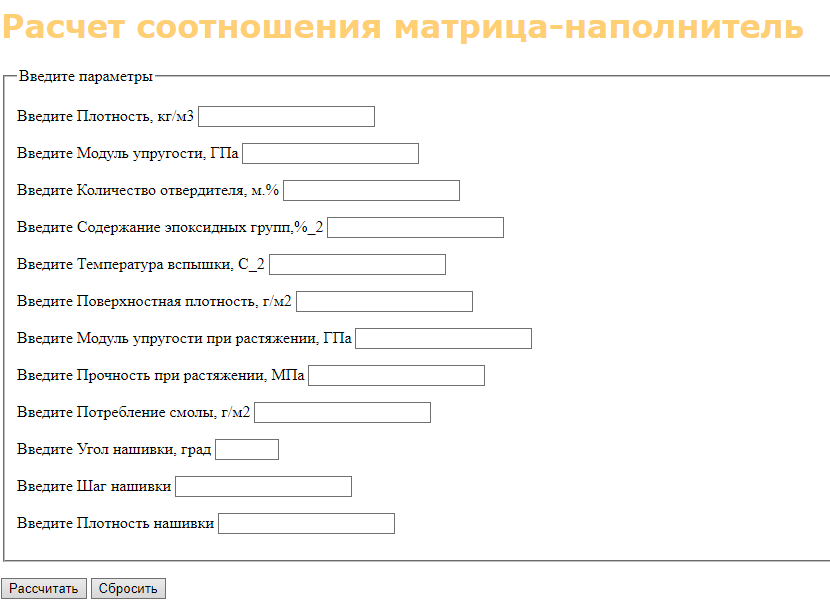 Расчет соотношения матрица-наполнитель
Введите параметры
Введите Плотность, кг/м3
Введите Модуль упругости, ГПа
Введите Количество отвердителя, м.%
Введите Содержание эпоксидных групп,%_2
Введите Температура вспышки, С_2
Введите Поверхностная плотность, г/м2
Введите Модуль упругости при растяжении, ГПа
Введите Прочность при растяжении, МПа
Введите Потребление смолы, г/м2
Введите Угол нашивки, град
Введите Шаг нашивки
Введите Плотность нашивки
Рассчитать Сбросить